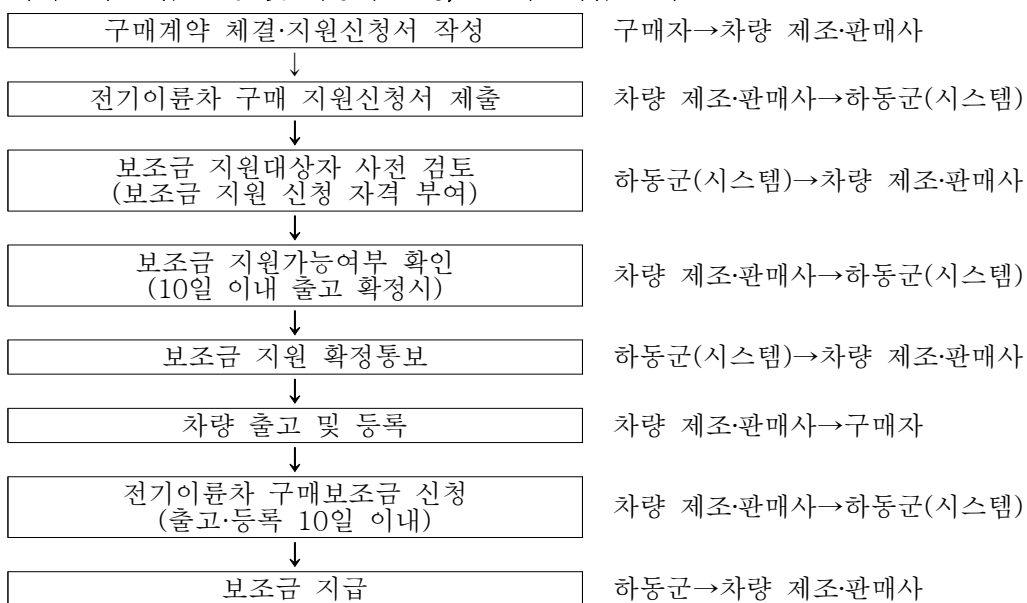 구매계약 체결·지원신청서 작성 구매자→차량 제조·판매사
↓
전기이륜차 구매 지원신청서 제출 차량 제조·판매사→하동군(시스템)
↓
보조금 지원대상자 사전 검토
(보조금 지원 신청 자격 부여) 하동군(시스템)→차량 제조·판매사
↓
보조금 지원가능여부 확인
(10일 이내 출고 확정시) 차량 제조·판매사→하동군(시스템)
↓
보조금 지원 확정통보 하동군(시스템)→차량 제조·판매사
↓
차량 출고 및 등록 차량 제조·판매사→구매자
↓
전기이륜차 구매보조금 신청
(출고·등록 10일 이내) 차량 제조·판매사→하동군(시스템)
↓
보조금 지급 하동군→차량 제조·판매사